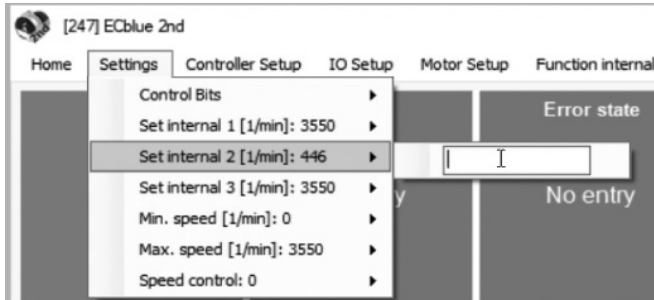 [247] ECblue 2nd
Home Settings Controller Setup IO Setup Motor Setup Function internal
Control Bits
Error state
Set internal 1 [1/min]: 3550
Set internal 2 [1/min]: 446
Set internal 3 [1/min]: 3550
No entry
Min. speed [1/min]: 0
Max. speed [1/min]: 3550
Speed control: 0